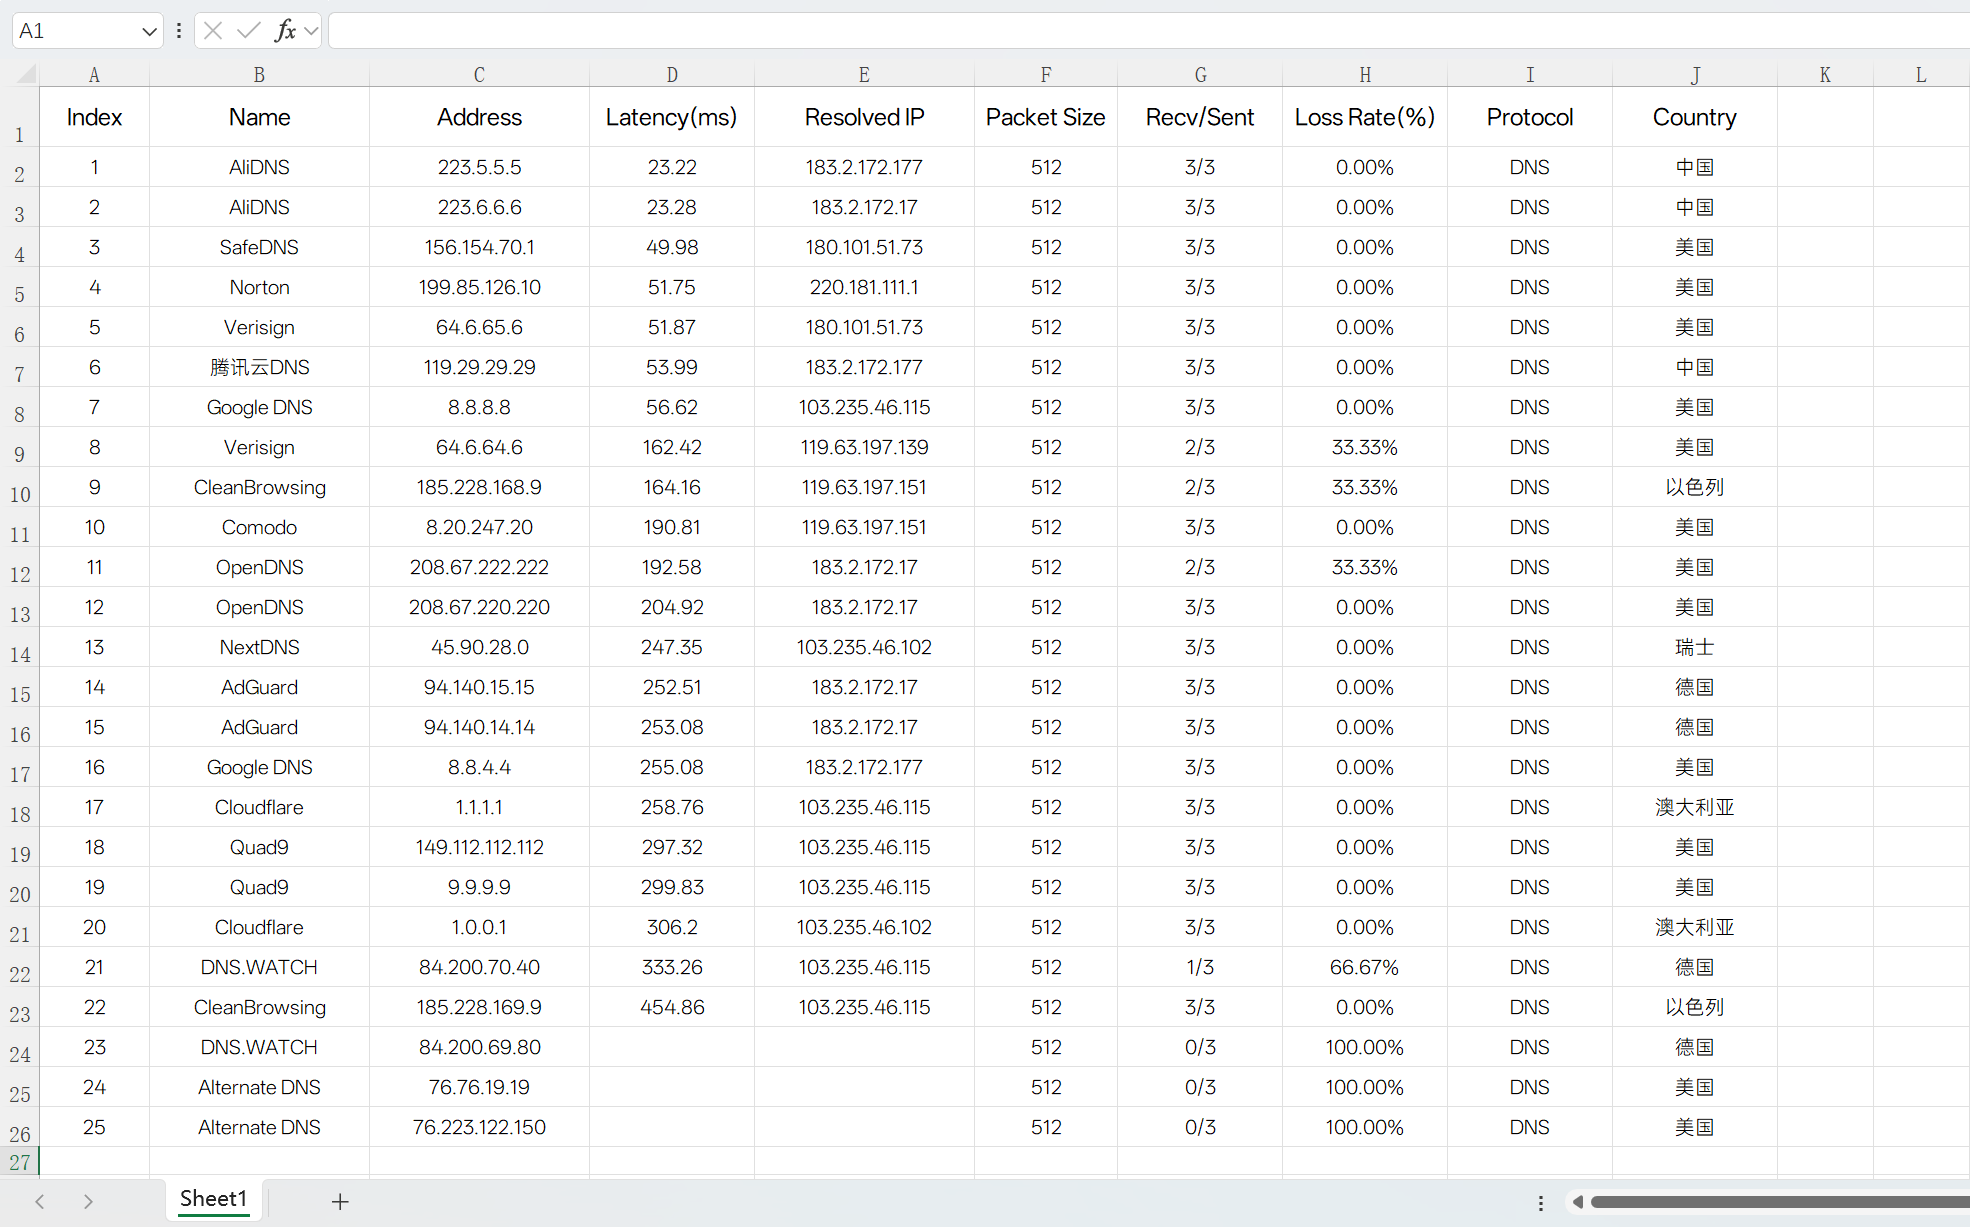 A1 fx
A B C D E F G H I J K L
1 Index Name Address Latency(ms) Resolved IP Packet Size Recv/Sent Loss Rate(%) Protocol Country
2 1 AliDNS 223.5.5.5 23.22 183.2.172.177 512 3/3 0.00% DNS 中国
3 2 AliDNS 223.6.6.6 23.28 183.2.172.17 512 3/3 0.00% DNS 中国
4 3 SafeDNS 156.154.70.1 49.98 180.101.51.73 512 3/3 0.00% DNS 美国
5 4 Norton 199.85.126.10 51.75 220.181.111.1 512 3/3 0.00% DNS 美国
6 5 Verisign 64.6.65.6 51.87 180.101.51.73 512 3/3 0.00% DNS 美国
7 6 腾讯云DNS 119.29.29.29 53.99 183.2.172.177 512 3/3 0.00% DNS 中国
8 7 Google DNS 8.8.8.8 56.62 103.235.46.115 512 3/3 0.00% DNS 美国
9 8 Verisign 64.6.64.6 162.42 119.63.197.139 512 2/3 33.33% DNS 美国
10 9 CleanBrowsing 185.228.168.9 164.16 119.63.197.151 512 2/3 33.33% DNS 以色列
11 10 Comodo 8.20.247.20 190.81 119.63.197.151 512 3/3 0.00% DNS 美国
12 11 OpenDNS 208.67.222.222 192.58 183.2.172.17 512 2/3 33.33% DNS 美国
13 12 OpenDNS 208.67.220.220 204.92 183.2.172.17 512 3/3 0.00% DNS 美国
14 13 NextDNS 45.90.28.0 247.35 103.235.46.102 512 3/3 0.00% DNS 瑞士
15 14 AdGuard 94.140.15.15 252.51 183.2.172.17 512 3/3 0.00% DNS 德国
16 15 AdGuard 94.140.14.14 253.08 183.2.172.17 512 3/3 0.00% DNS 德国
17 16 Google DNS 8.8.4.4 255.08 183.2.172.177 512 3/3 0.00% DNS 美国
18 17 Cloudflare 1.1.1.1 258.76 103.235.46.115 512 3/3 0.00% DNS 澳大利亚
19 18 Quad9 149.112.112.112 297.32 103.235.46.115 512 3/3 0.00% DNS 美国
20 19 Quad9 9.9.9.9 299.83 103.235.46.115 512 3/3 0.00% DNS 美国
21 20 Cloudflare 1.0.0.1 306.2 103.235.46.102 512 3/3 0.00% DNS 澳大利亚
22 21 DNS.WATCH 84.200.70.40 333.26 103.235.46.115 512 1/3 66.67% DNS 德国
23 22 CleanBrowsing 185.228.169.9 454.86 103.235.46.115 512 3/3 0.00% DNS 以色列
24 23 DNS.WATCH 84.200.69.80 512 0/3 100.00% DNS 德国
25 24 Alternate DNS 76.76.19.19 512 0/3 100.00% DNS 美国
26 25 Alternate DNS 76.223.122.150 512 0/3 100.00% DNS 美国
27
Sheet1